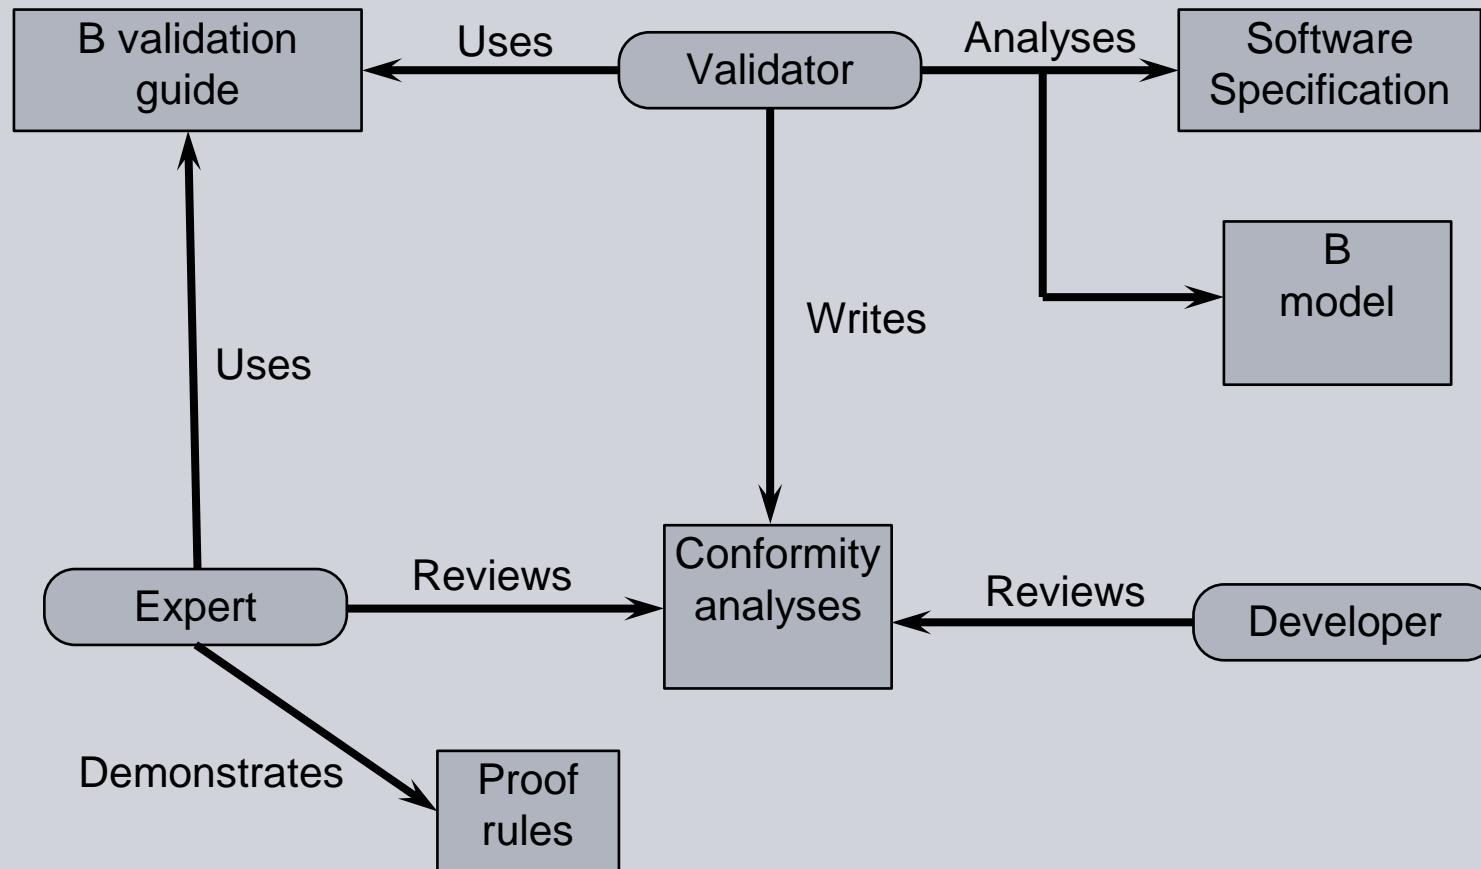 B validation
guide
Uses
Validator
Analyses
Software
Specification
B
model
Writes
Uses
Conformity
analyses
Reviews
Expert
Reviews
Developer
Demonstrates
Proof
rules